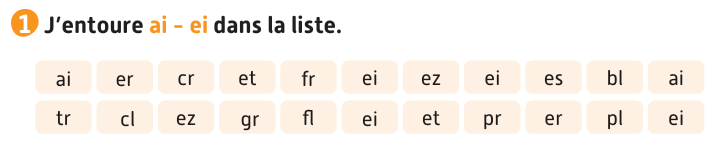 1 J'entoure ai – ei dans la liste.
ai er cr et fr ei ez ei es bl ai
tr cl ez gr fl ei et pr er pl ei